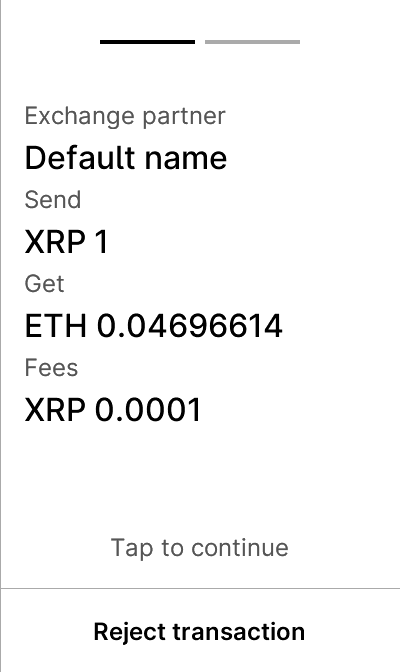 Exchange partner
Default name
Send
XRP 1
Get
ETH 0.04696614
Fees
XRP 0.0001
Tap to continue
Reject transaction